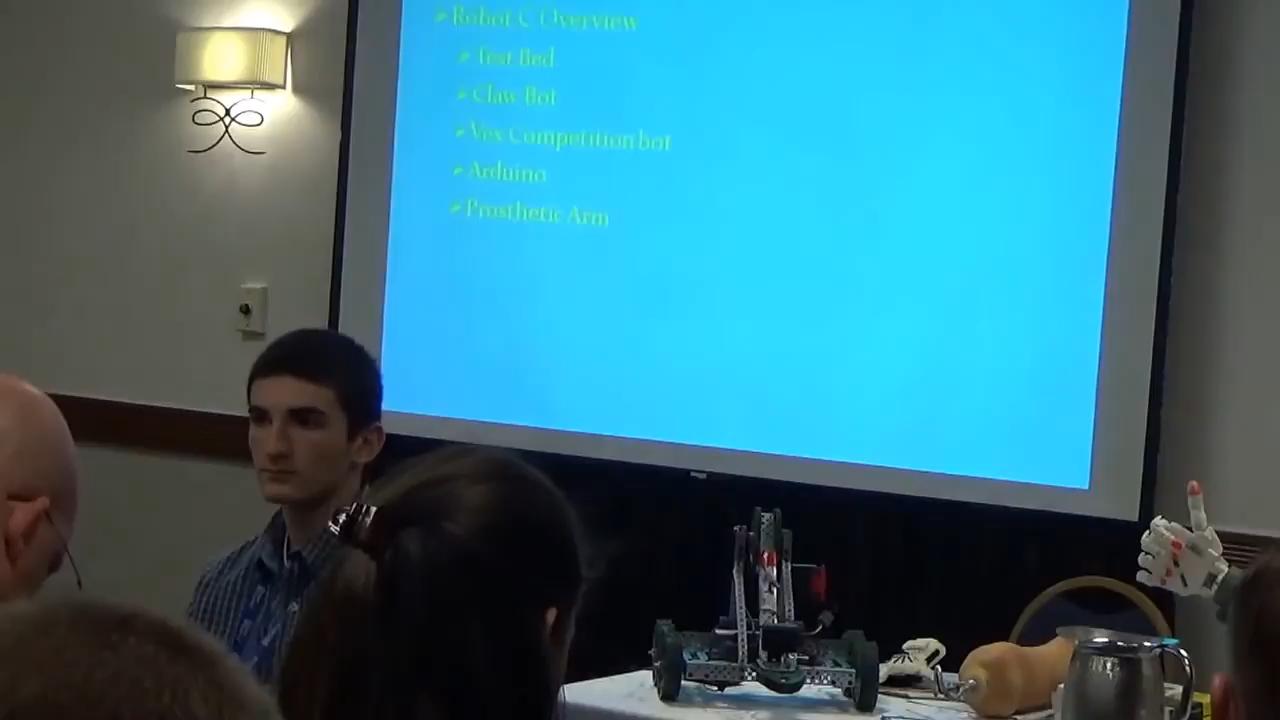 Robot C Overview
Test Bed
Claw Bot
Vex Competition bot
Arduino
Prosthetic Arm